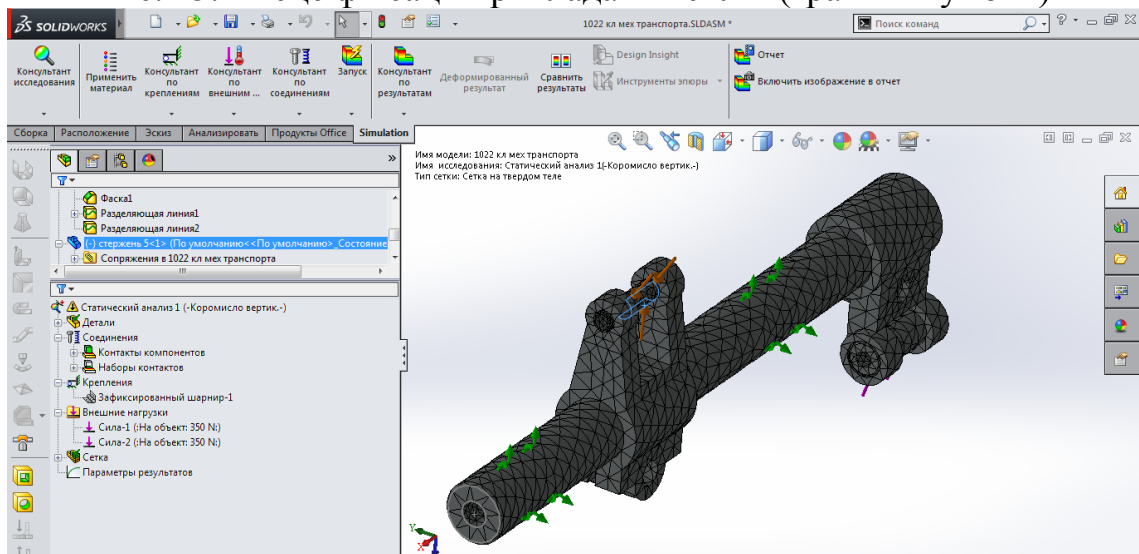 SOLIDWORKS
1022 кл мех транспорта.SLDASM *
Поиск команд
Консультант исследования
Применить материал
Консультант по креплениям
Консультант по внешним ...
Консультант по соединениям
Запуск
Консультант по результатам
Деформированный результат
Сравнить результаты
Design Insight
Инструменты эпюры
Отчет
Включить изображение в отчет
Сборка
Расположение
Эскиз
Анализировать
Продукты Office
Simulation
Имя модели: 1022 кл мех транспорта
Имя исследования: Статический анализ 1(-Коромисло вертик.-)
Тип сетки: Сетка на твердом теле
Фаска1
Разделяющая линия1
Разделяющая линия2
(-) стержень 5<1> (По умолчанию<<По умолчанию>_Состояние
Сопряжения в 1022 кл мех транспорта
Статический анализ 1 (-Коромисло вертик.-)
Детали
Соединения
Контакты компонентов
Наборы контактов
Крепления
Зафиксированный шарнир-1
Внешние нагрузки
Сила-1 (:На объект: 350 N:)
Сила-2 (:На объект: 350 N:)
Сетка
Параметры результатов
Y
X